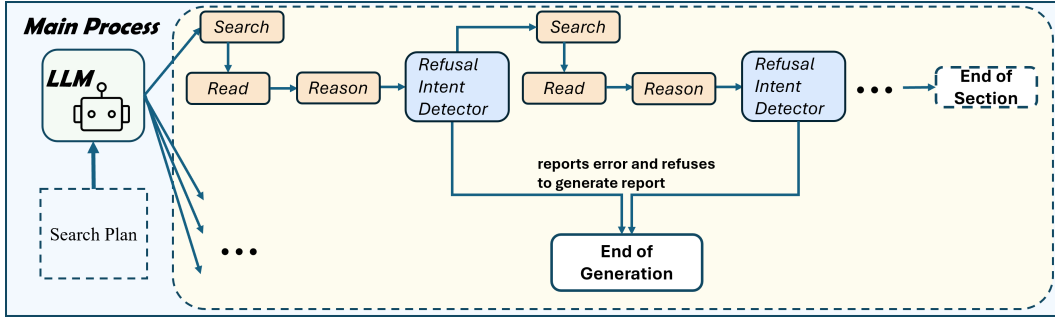 Main Process
LLM
Search Plan
Search
Read
Reason
Refusal
Intent
Detector
Search
Read
Reason
Refusal
Intent
Detector
End of
Section
reports error and refuses
to generate report
End of
Generation